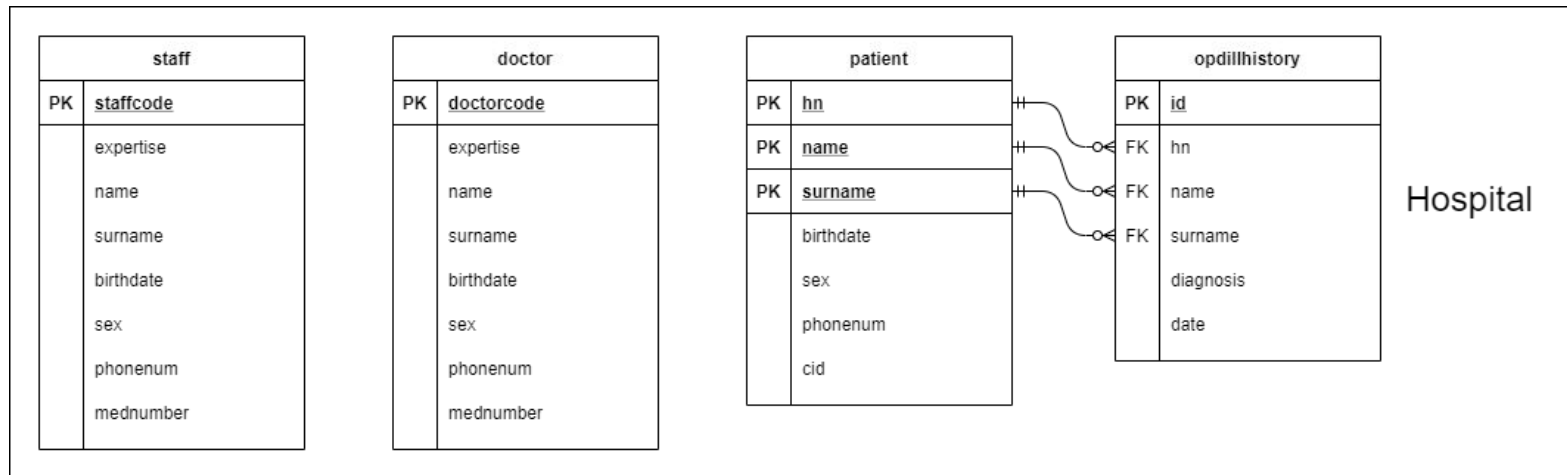 staff
PK staffcode
expertise
name
surname
birthdate
sex
phonenum
mednumber
doctor
PK doctorcode
expertise
name
surname
birthdate
sex
phonenum
mednumber
patient
PK hn
PK name
PK surname
birthdate
sex
phonenum
cid
opdillhistory
PK id
FK hn
FK name
FK surname
diagnosis
date
Hospital